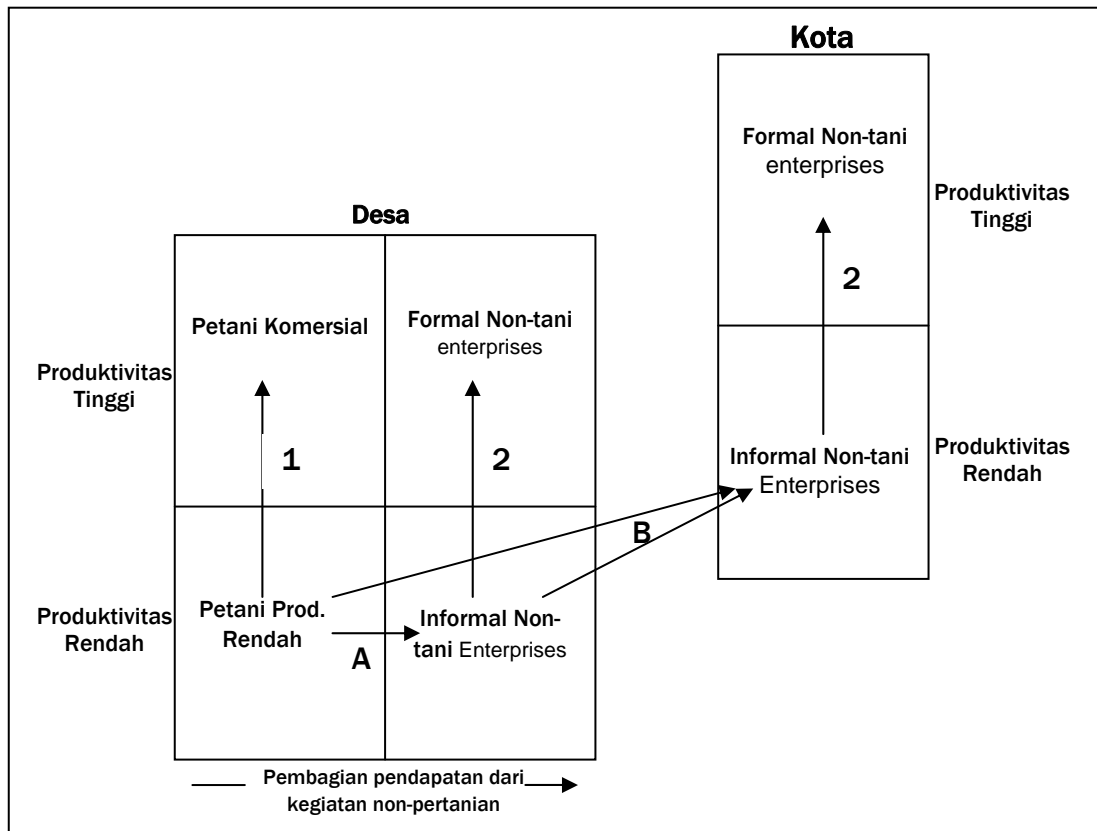 Kota
Formal Non-tani
enterprises
Produktivitas
Tinggi
2
Informal Non-tani
Enterprises
Produktivitas
Rendah
Desa
Petani Komersial
Formal Non-tani
enterprises
Produktivitas
Tinggi
1
2
B
Produktivitas
Rendah
Petani Prod.
Rendah
A
Informal Non-
tani Enterprises
Pembagian pendapatan dari
kegiatan non-pertanian